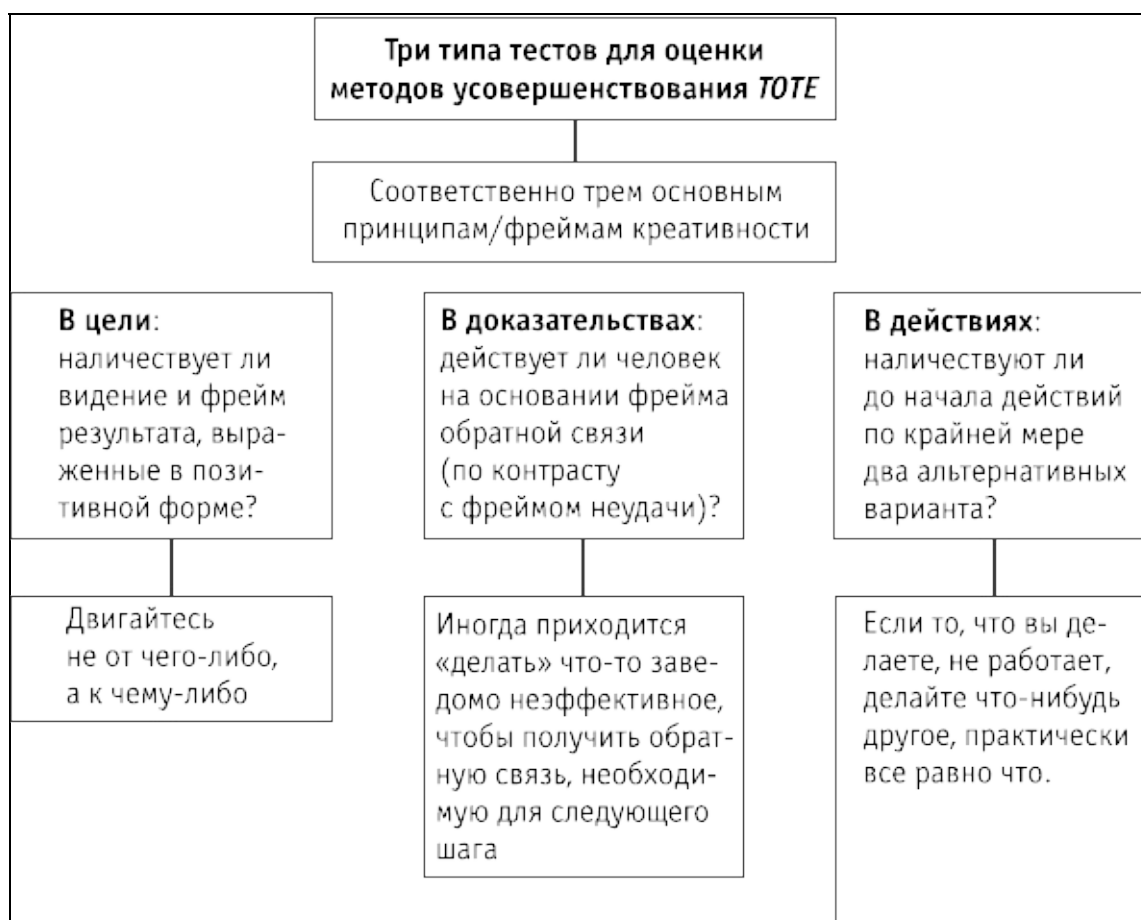 Три типа тестов для оценки
методов усовершенствования TOTE
Соответственно трем основным
принципам/фреймам креативности
В цели:
наличествует ли
видение и фрейм
результата, выра-
женные в пози-
тивной форме?
В доказательствах:
действует ли человек
на основании фрейма
обратной связи
(по контрасту
с фреймом неудачи)?
В действиях:
наличествуют ли
до начала действий
по крайней мере
два альтернативных
варианта?
Двигайтесь
не от чего-либо,
а к чему-либо
Иногда приходится
«делать» что-то заве-
домо неэффективное,
чтобы получить обрат-
ную связь, необходи-
мую для следующего
шага
Если то, что вы де-
лаете, не работает,
делайте что-нибудь
другое, практически
все равно что.